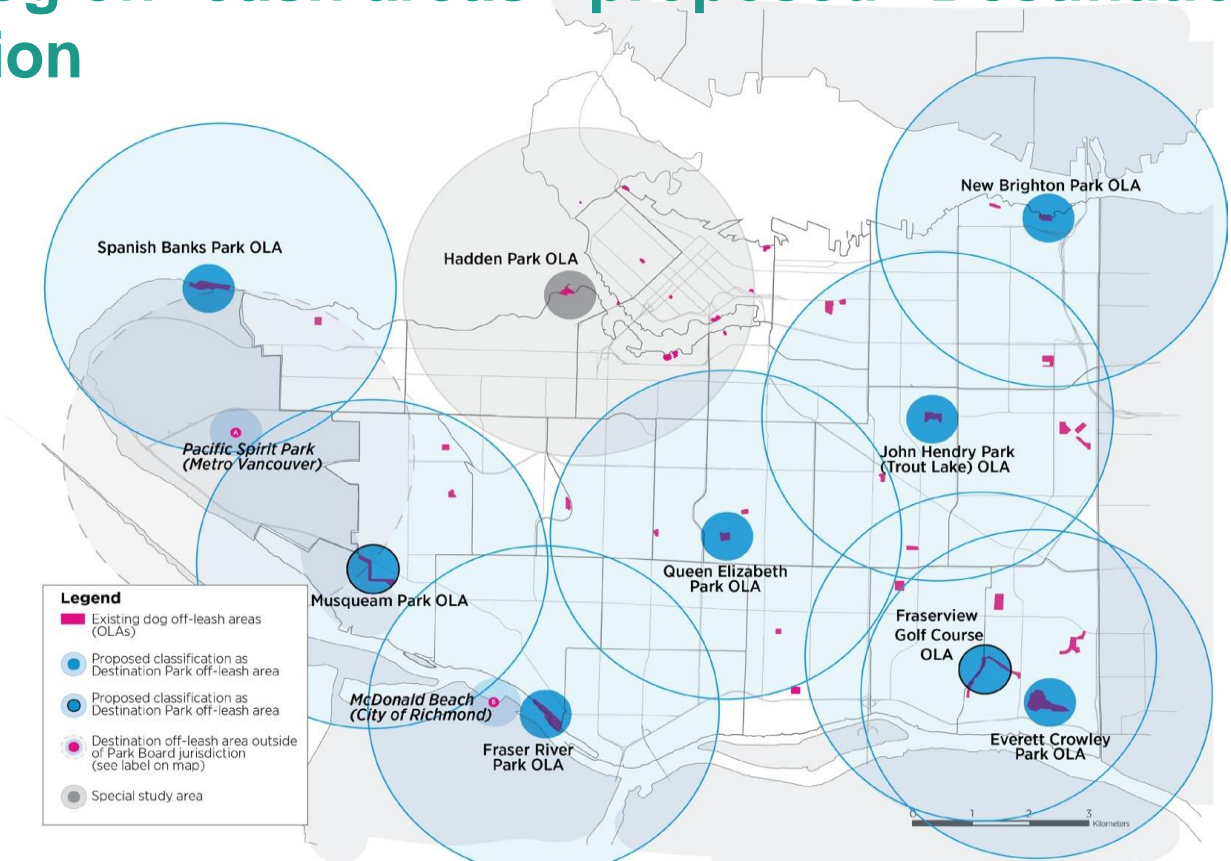 ion
New Brighton Park OLA
Spanish Banks Park OLA
Hadden Park OLA
A
Pacific Spirit Park
(Metro Vancouver)
John Hendry Park
(Trout Lake) OLA
Queen Elizabeth
Park OLA
Musqueam Park OLA
Fraserview
Golf Course
OLA
McDonald Beach
(City of Richmond)
B
Fraser River
Park OLA
Everett Crowley
Park OLA
Legend
Existing dog off-leash areas
(OLAs)
Proposed classification as
Destination Park off-leash area
Proposed classification as
Destination Park off-leash area
Destination off-leash area outside
of Park Board jurisdiction
(see label on map)
Special study area
0 1 2 3
Kilometers